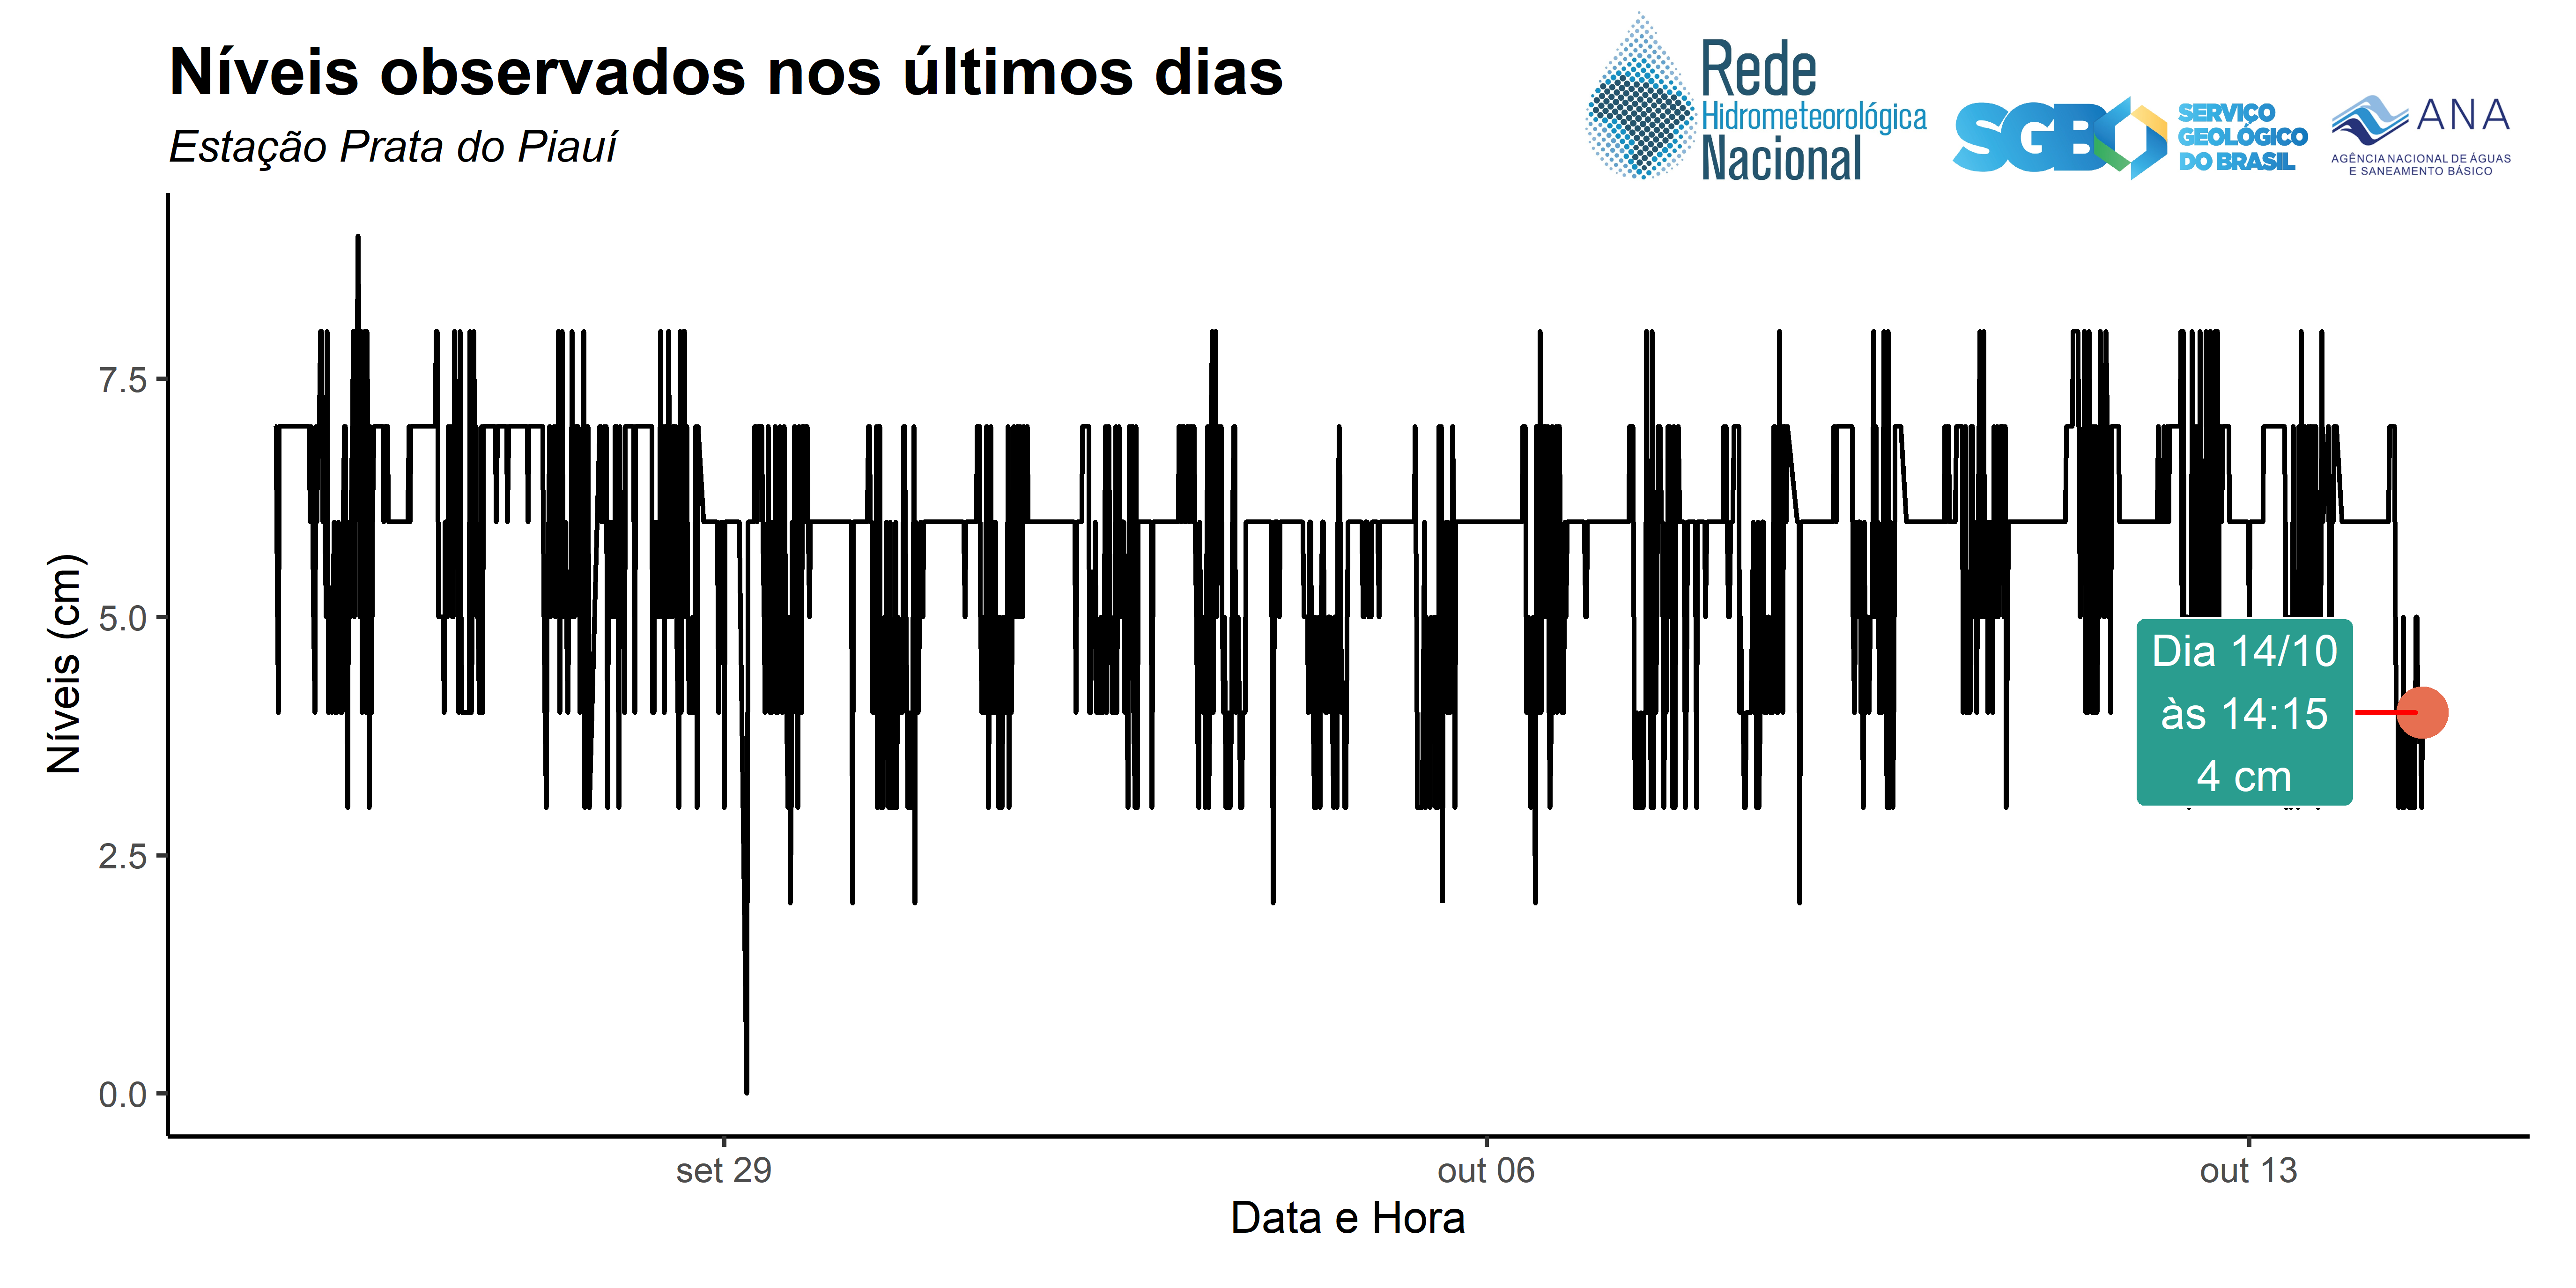 Níveis observados nos últimos dias
Estação Prata do Piauí
Rede
Hidrometeorológica
Nacional
SGB
SERVIÇO
GEOLÓGICO
DO BRASIL
ANA
AGÊNCIA NACIONAL DE ÁGUAS
E SANEAMENTO BÁSICO
Níveis (cm)
7.5
5.0
2.5
0.0
Dia 14/10
às 14:15
4 cm
set 29
out 06
out 13
Data e Hora